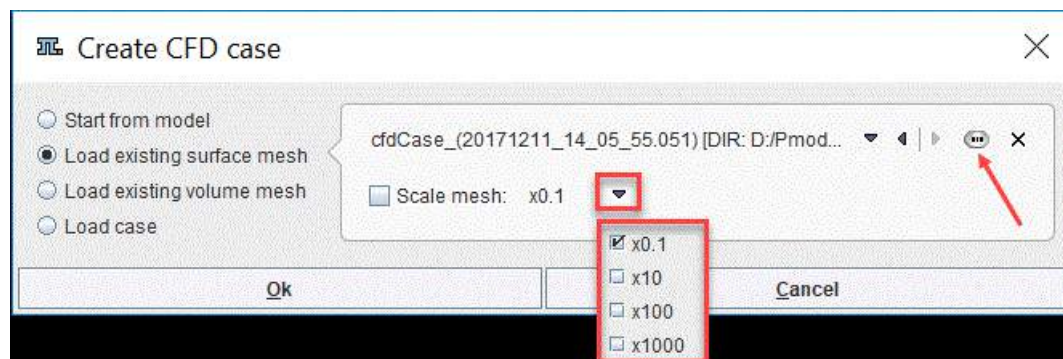 Create CFD case
Start from model
Load existing surface mesh
Load existing volume mesh
Load case
cfdCase_(20171211_14_05_55.051) [DIR: D:/Pmod...
Scale mesh: x0.1
x0.1
x10
x100
x1000
Ok
Cancel